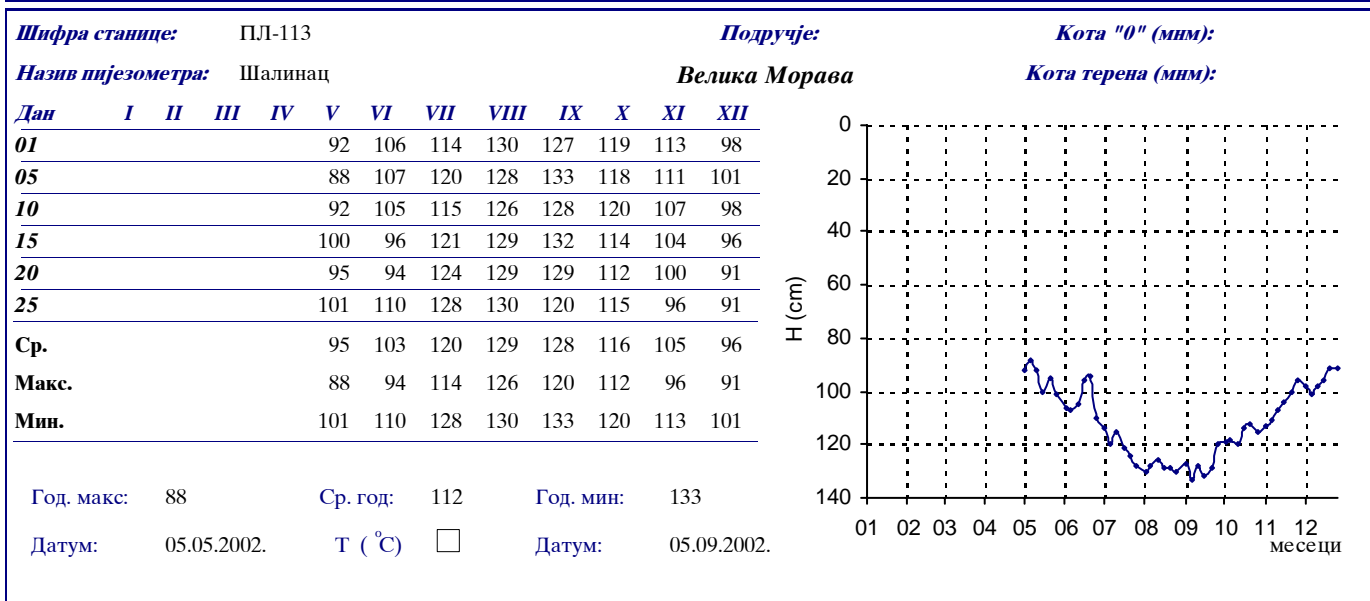 Шифра станице: ПЛ-113 Подручје: Кота "0" (мнм):
Назив пијезометра: Шалинац Велика Морава Кота терена (мнм):
Дан I II III IV V VI VII VIII IX X XI XII
01 92 106 114 130 127 119 113 98
05 88 107 120 128 133 118 111 101
10 92 105 115 126 128 120 107 98
15 100 96 121 129 132 114 104 96
20 95 94 124 129 129 112 100 91
25 101 110 128 130 120 115 96 91
Ср. 95 103 120 129 128 116 105 96
Макс. 88 94 114 126 120 112 96 91
Мин. 101 110 128 130 133 120 113 101
Год. макс: 88 Ср. год: 112 Год. мин: 133
Датум: 05.05.2002. T ( °C) Датум: 05.09.2002.
H (cm)
0
20
40
60
80
100
120
140
01 02 03 04 05 06 07 08 09 10 11 12
месеци